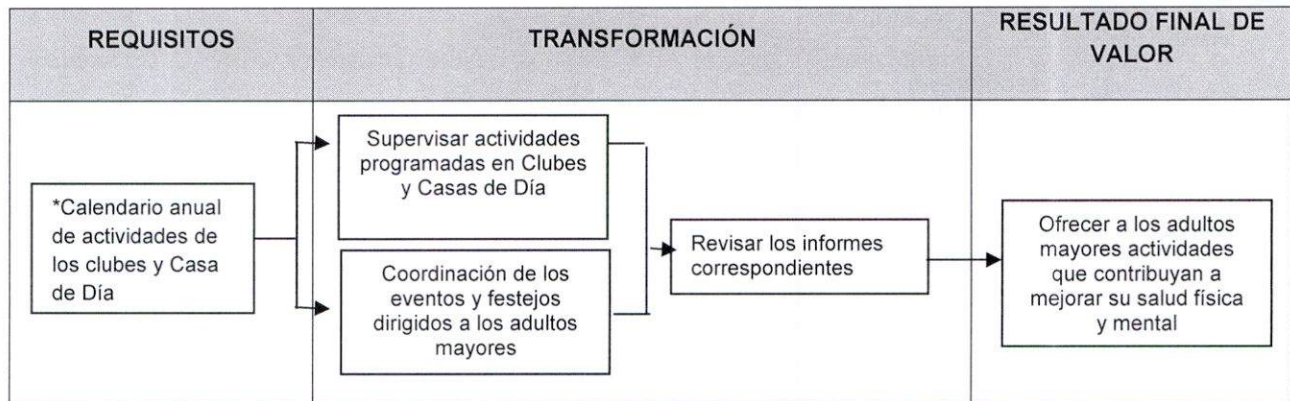 REQUISITOS
TRANSFORMACIÓN
RESULTADO FINAL DE
VALOR
*Calendario anual
de actividades de
los clubes y Casa
de Día
Supervisar actividades
programadas en Clubes
y Casas de Día
Coordinación de los
eventos y festejos
dirigidos a los adultos
mayores
Revisar los informes
correspondientes
Ofrecer a los adultos
mayores actividades
que contribuyan a
mejorar su salud física
y mental